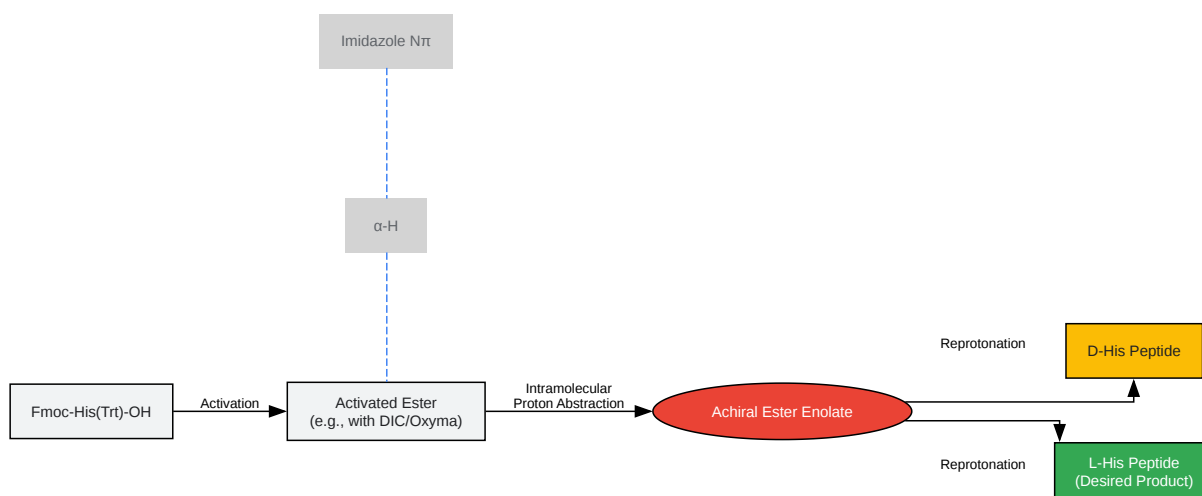 Imidazole Nπ
α-H
Fmoc-His(Trt)-OH
Activation
Activated Ester
(e.g., with DIC/Oxyma)
Intramolecular
Proton Abstraction
Achiral Ester Enolate
Reprotonation
D-His Peptide
Reprotonation
L-His Peptide
(Desired Product)